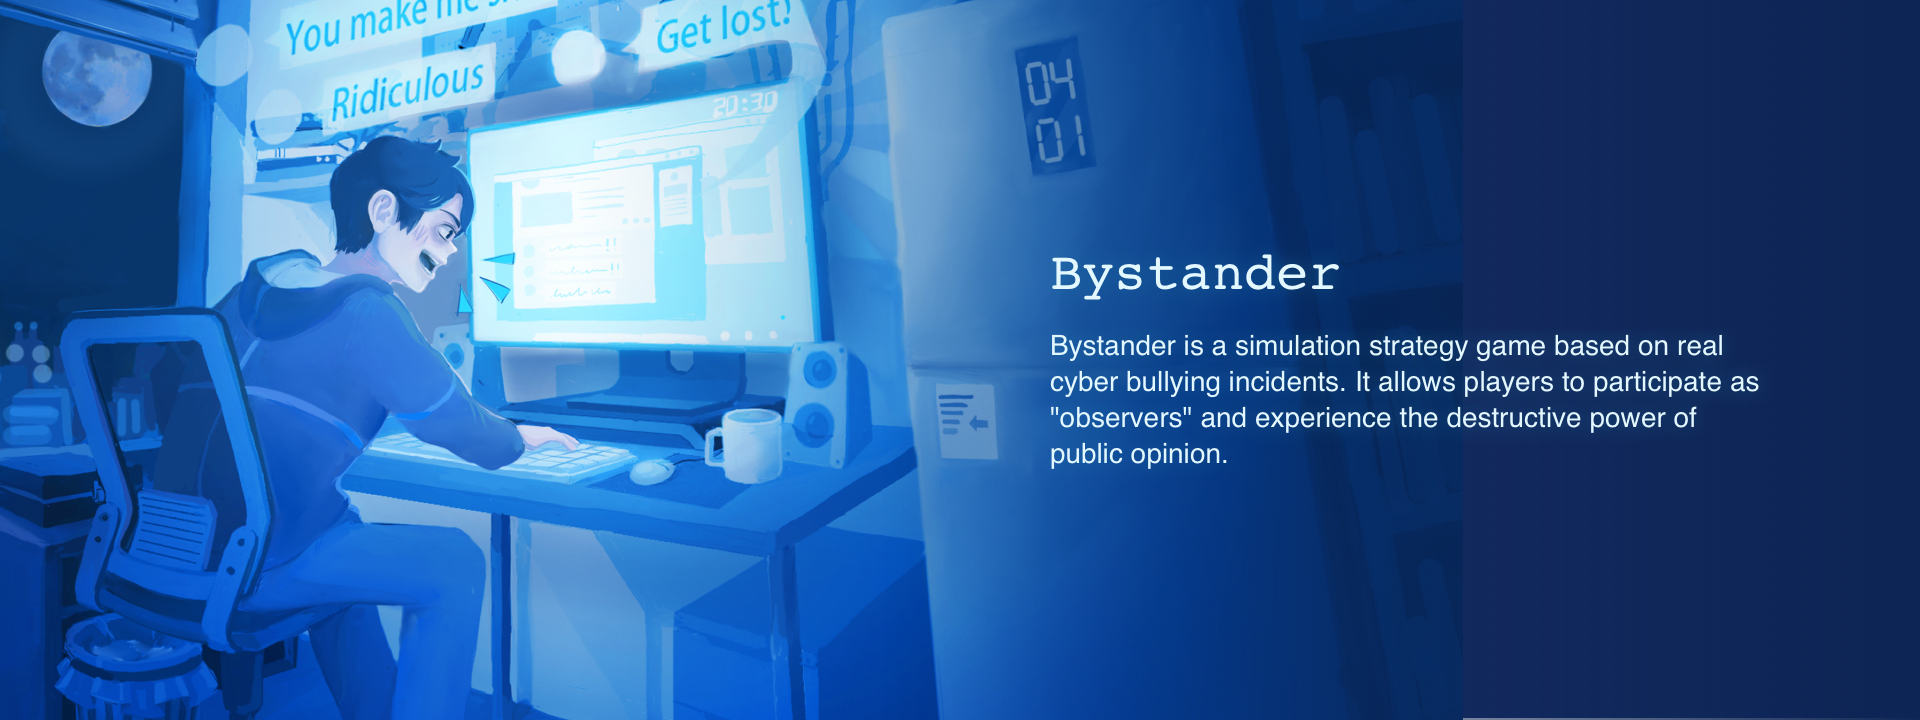 You make me
Get lost!
Ridiculous
20:30
04
01
Bystander
Bystander is a simulation strategy game based on real
cyber bullying incidents. It allows players to participate as
"observers" and experience the destructive power of
public opinion.